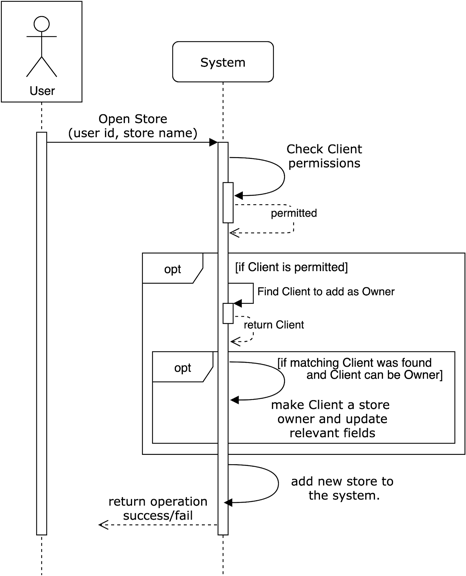 User
System
Open Store
(user id, store name)
Check Client
permissions
permitted
opt
[if Client is permitted]
Find Client to add as Owner
return Client
opt
[if matching Client was found
and Client can be Owner]
make Client a store
owner and update
relevant fields
add new store to
the system.
return operation
success/fail